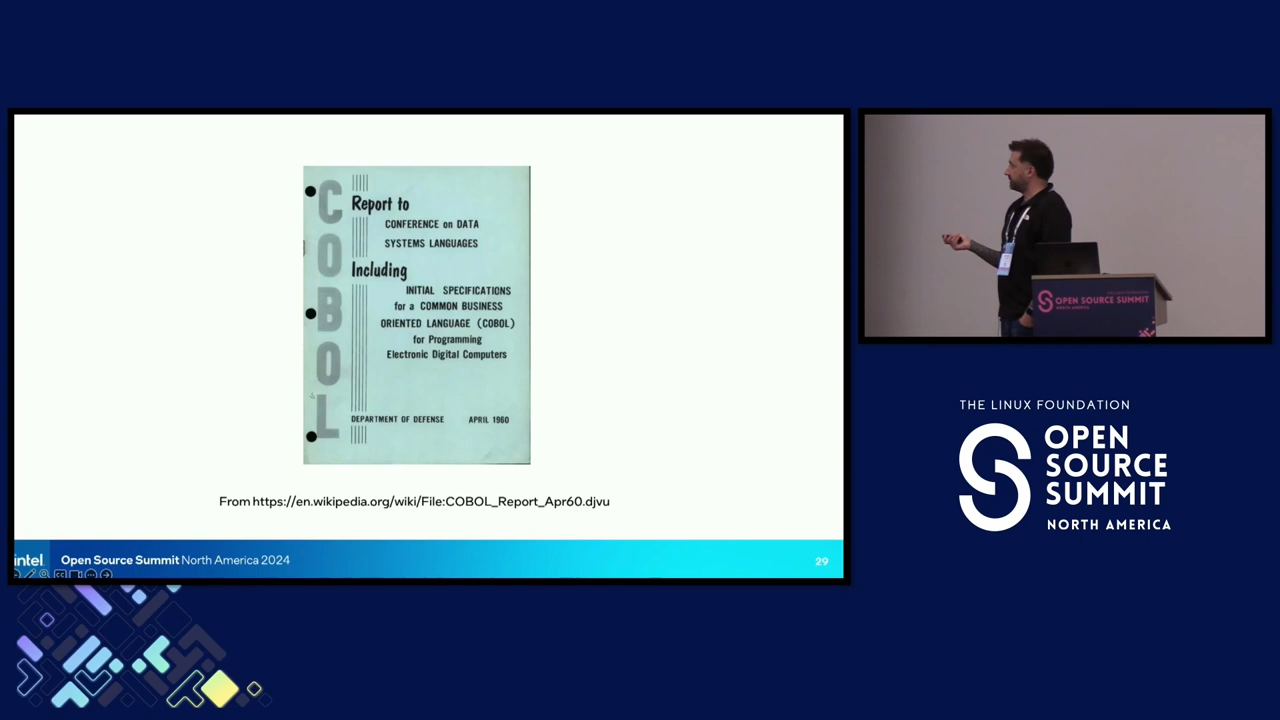 COBOL
Report to
CONFERENCE on DATA
SYSTEMS LANGUAGES
Including
INITIAL SPECIFICATIONS
for a COMMON BUSINESS
ORIENTED LANGUAGE (COBOL)
for Programming
Electronic Digital Computers
DEPARTMENT OF DEFENSE APRIL 1960
From https://en.wikipedia.org/wiki/File:COBOL_Report_Apr60.djvu
intel
Open Source Summit North America 2024
29
OPEN SOURCE SUMMIT
NORTH AMERICA
THE LINUX FOUNDATION
OPEN
SOURCE
SUMMIT
NORTH AMERICA